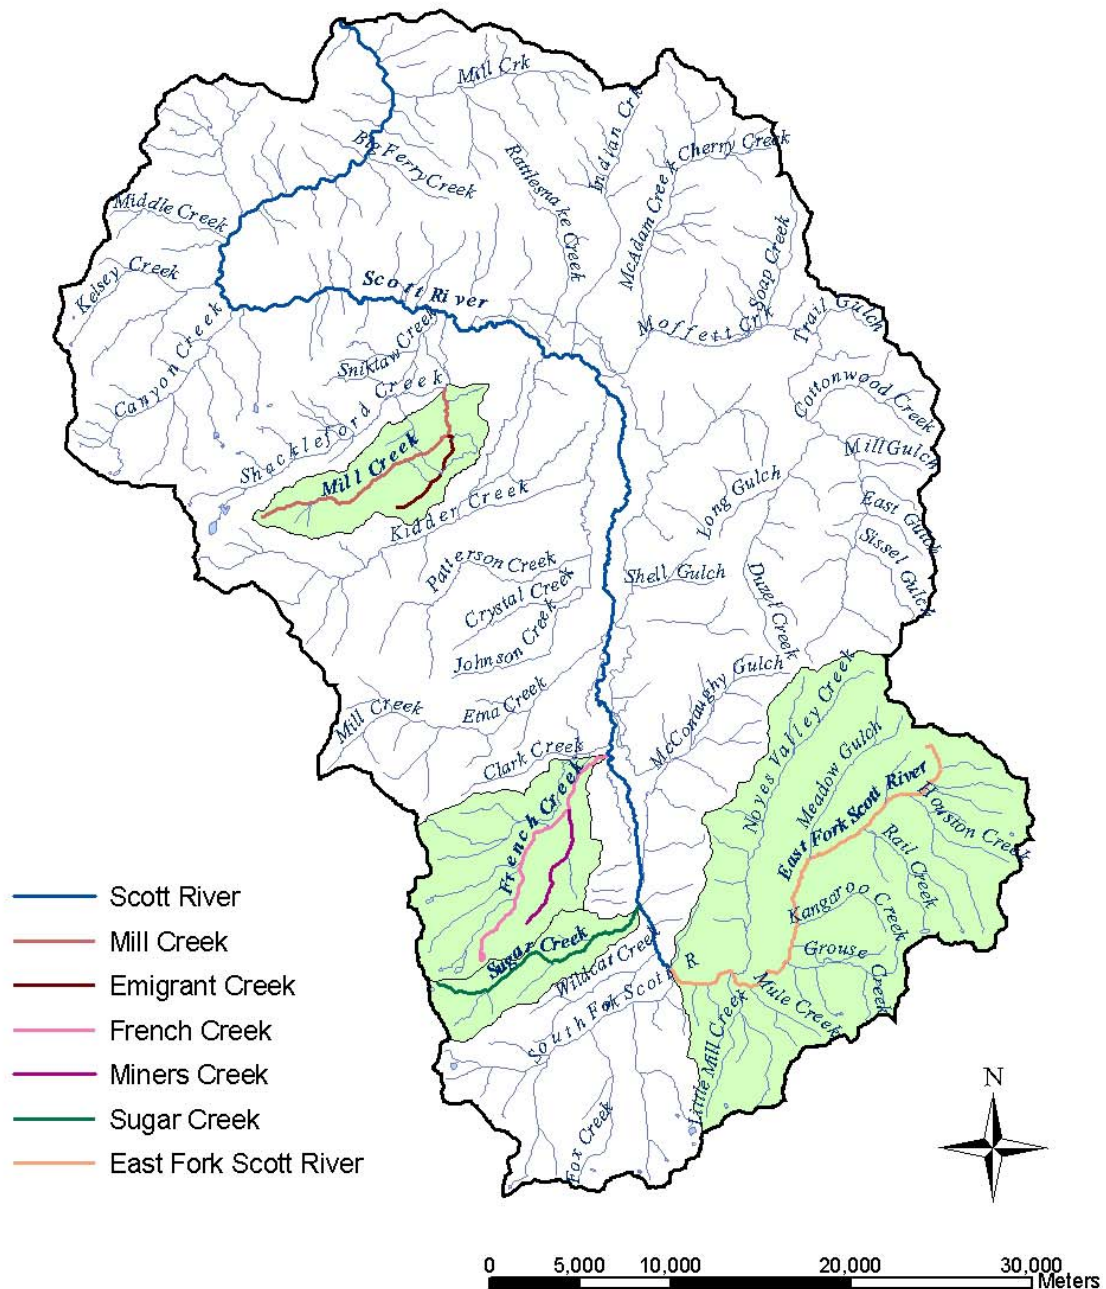 Mill Crk
Indian Crk
Cherry Creek
Big Ferry Creek
Rattlesnake Creek
McAdam Creek
Middle Creek
Soap Creek
Kelsey Creek
Scott River
Moffett Crk
Trail Gulch
Canyon Creek
Sniktaw Creek
Shackleford Creek
Cottonwood Creek
Mill Creek
Mill Gulch
Long Gulch
East Gulch
Kidder Creek
Sissel Gulch
Patterson Creek
Shell Gulch
Duzel Creek
Crystal Creek
Johnson Creek
McConaughy Gulch
Etna Creek
Mill Creek
Noyes Valley Creek
Meadow Gulch
Clark Creek
French Creek
East Fork Scott River
Houston Creek
Rail Creek
Kangaroo Creek
Sugar Creek
Wildcat Creek
Grouse Creek
South Fork Scott R
Mule Creek
Little Mill Creek
Fox Creek
Scott River
Mill Creek
Emigrant Creek
French Creek
Miners Creek
Sugar Creek
East Fork Scott River
N
0 5,000 10,000 20,000 30,000
Meters